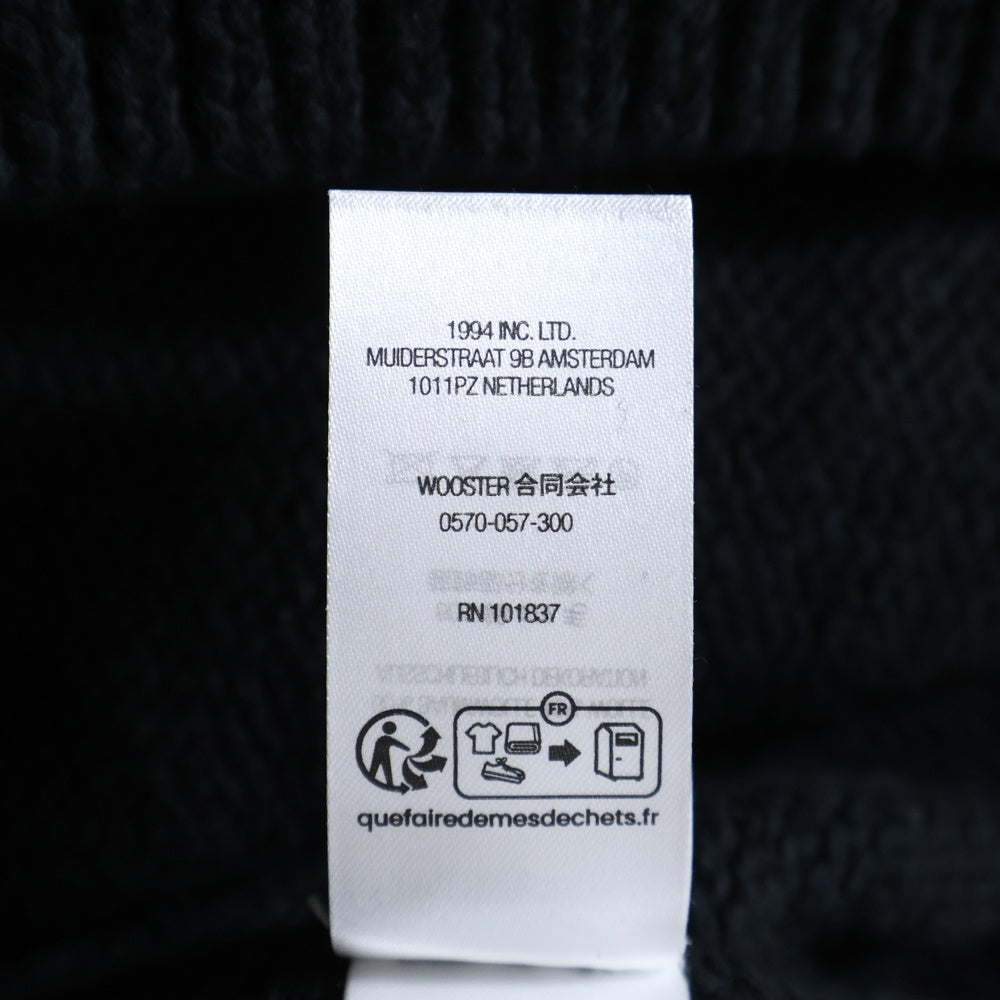 1994 INC. LTD.
MUIDERSTRAAT 9B AMSTERDAM
1011PZ NETHERLANDS
WOOSTER 合同会社
0570-057-300
RN 101837
FR
quefairedemesdechets.fr